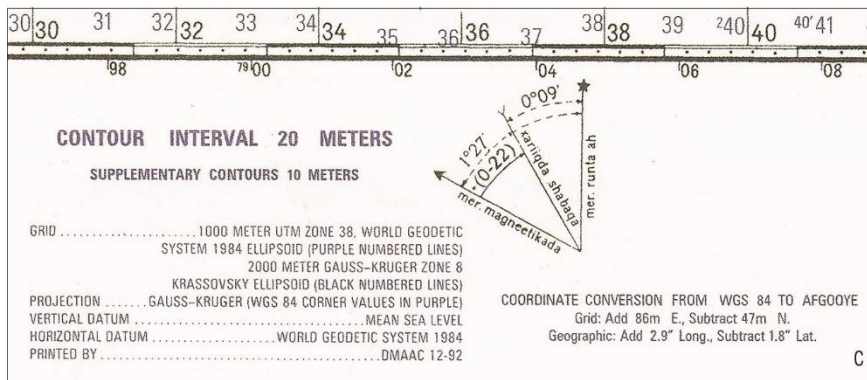 30 30 31 32 32 33 34 34 35 36 36 37 38 38 39 ²40 40 40' 41
98 ⁷⁹00 02 04 06 08
0°09'
Y
1°27'
(0-22)
xariiqda shabaqa
mer. runta ah
mer. magneetikada
CONTOUR INTERVAL 20 METERS
SUPPLEMENTARY CONTOURS 10 METERS
GRID ...................... 1000 METER UTM ZONE 38, WORLD GEODETIC
SYSTEM 1984 ELLIPSOID (PURPLE NUMBERED LINES)
2000 METER GAUSS-KRUGER ZONE 8
KRASSOVSKY ELLIPSOID (BLACK NUMBERED LINES)
PROJECTION ....... GAUSS-KRUGER (WGS 84 CORNER VALUES IN PURPLE)
VERTICAL DATUM ................................ MEAN SEA LEVEL
HORIZONTAL DATUM ................... WORLD GEODETIC SYSTEM 1984
PRINTED BY ....................................... DMAAC 12-92
COORDINATE CONVERSION FROM WGS 84 TO AFGOOYE
Grid: Add 86m E., Subtract 47m N.
Geographic: Add 2.9" Long., Subtract 1.8" Lat.
C